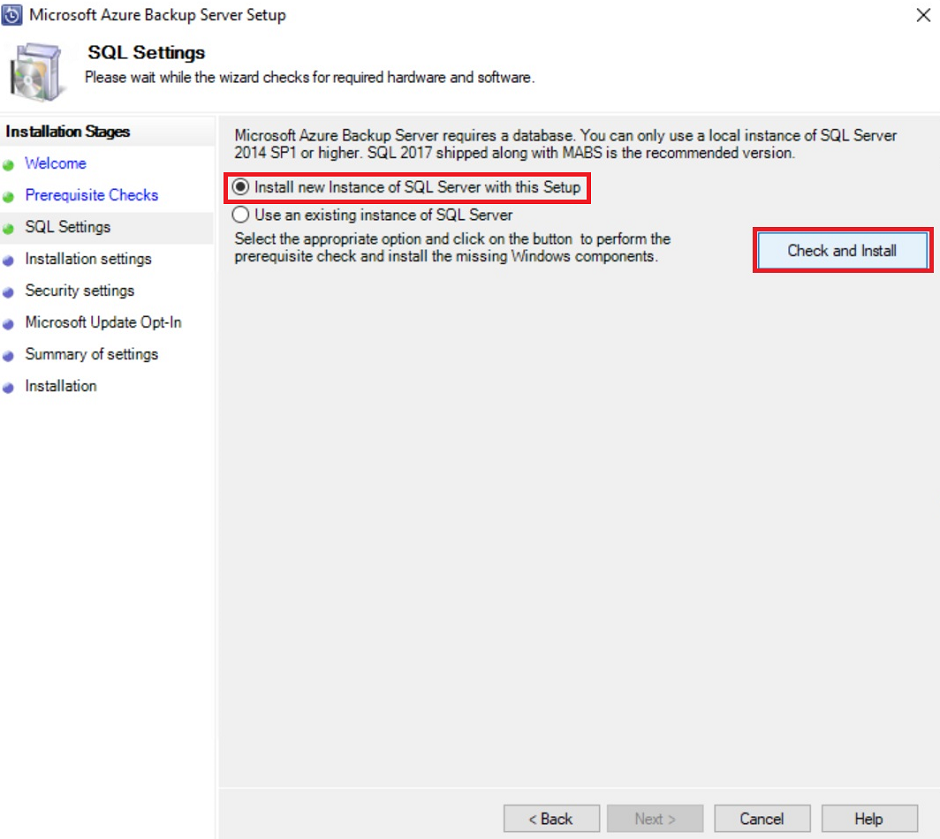 Microsoft Azure Backup Server Setup
SQL Settings
Please wait while the wizard checks for required hardware and software.
Installation Stages
Welcome
Prerequisite Checks
SQL Settings
Installation settings
Security settings
Microsoft Update Opt-In
Summary of settings
Installation
Microsoft Azure Backup Server requires a database. You can only use a local instance of SQL Server
2014 SP1 or higher. SQL 2017 shipped along with MABS is the recommended version.
Install new Instance of SQL Server with this Setup
Use an existing instance of SQL Server
Select the appropriate option and click on the button to perform the
prerequisite check and install the missing Windows components.
Check and Install
< Back
Next >
Cancel
Help